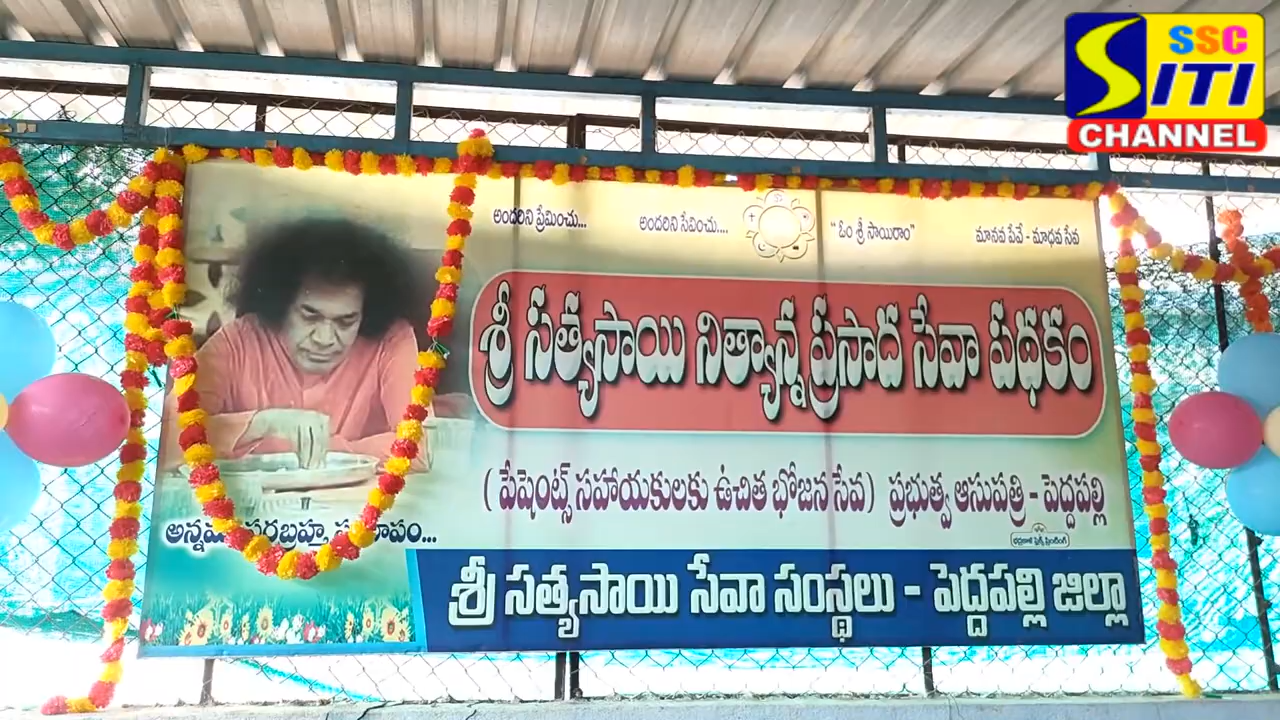 SSC
SITI
CHANNEL
అందరిని ప్రేమించు... అందరిని సేవించు.... "ఓం శ్రీ సాయిరాం" మానవ సేవే - మాధవ సేవ
శ్రీ సత్యసాయి నిత్యాన్న ప్రసాద సేవా పథకం
( పేషెంట్స్ సహాయకులకు ఉచిత భోజన సేవ) ప్రభుత్వ ఆసుపత్రి - పెద్దపల్లి
శ్రీ సత్యసాయి సేవా సంస్థలు - పెద్దపల్లి జిల్లా